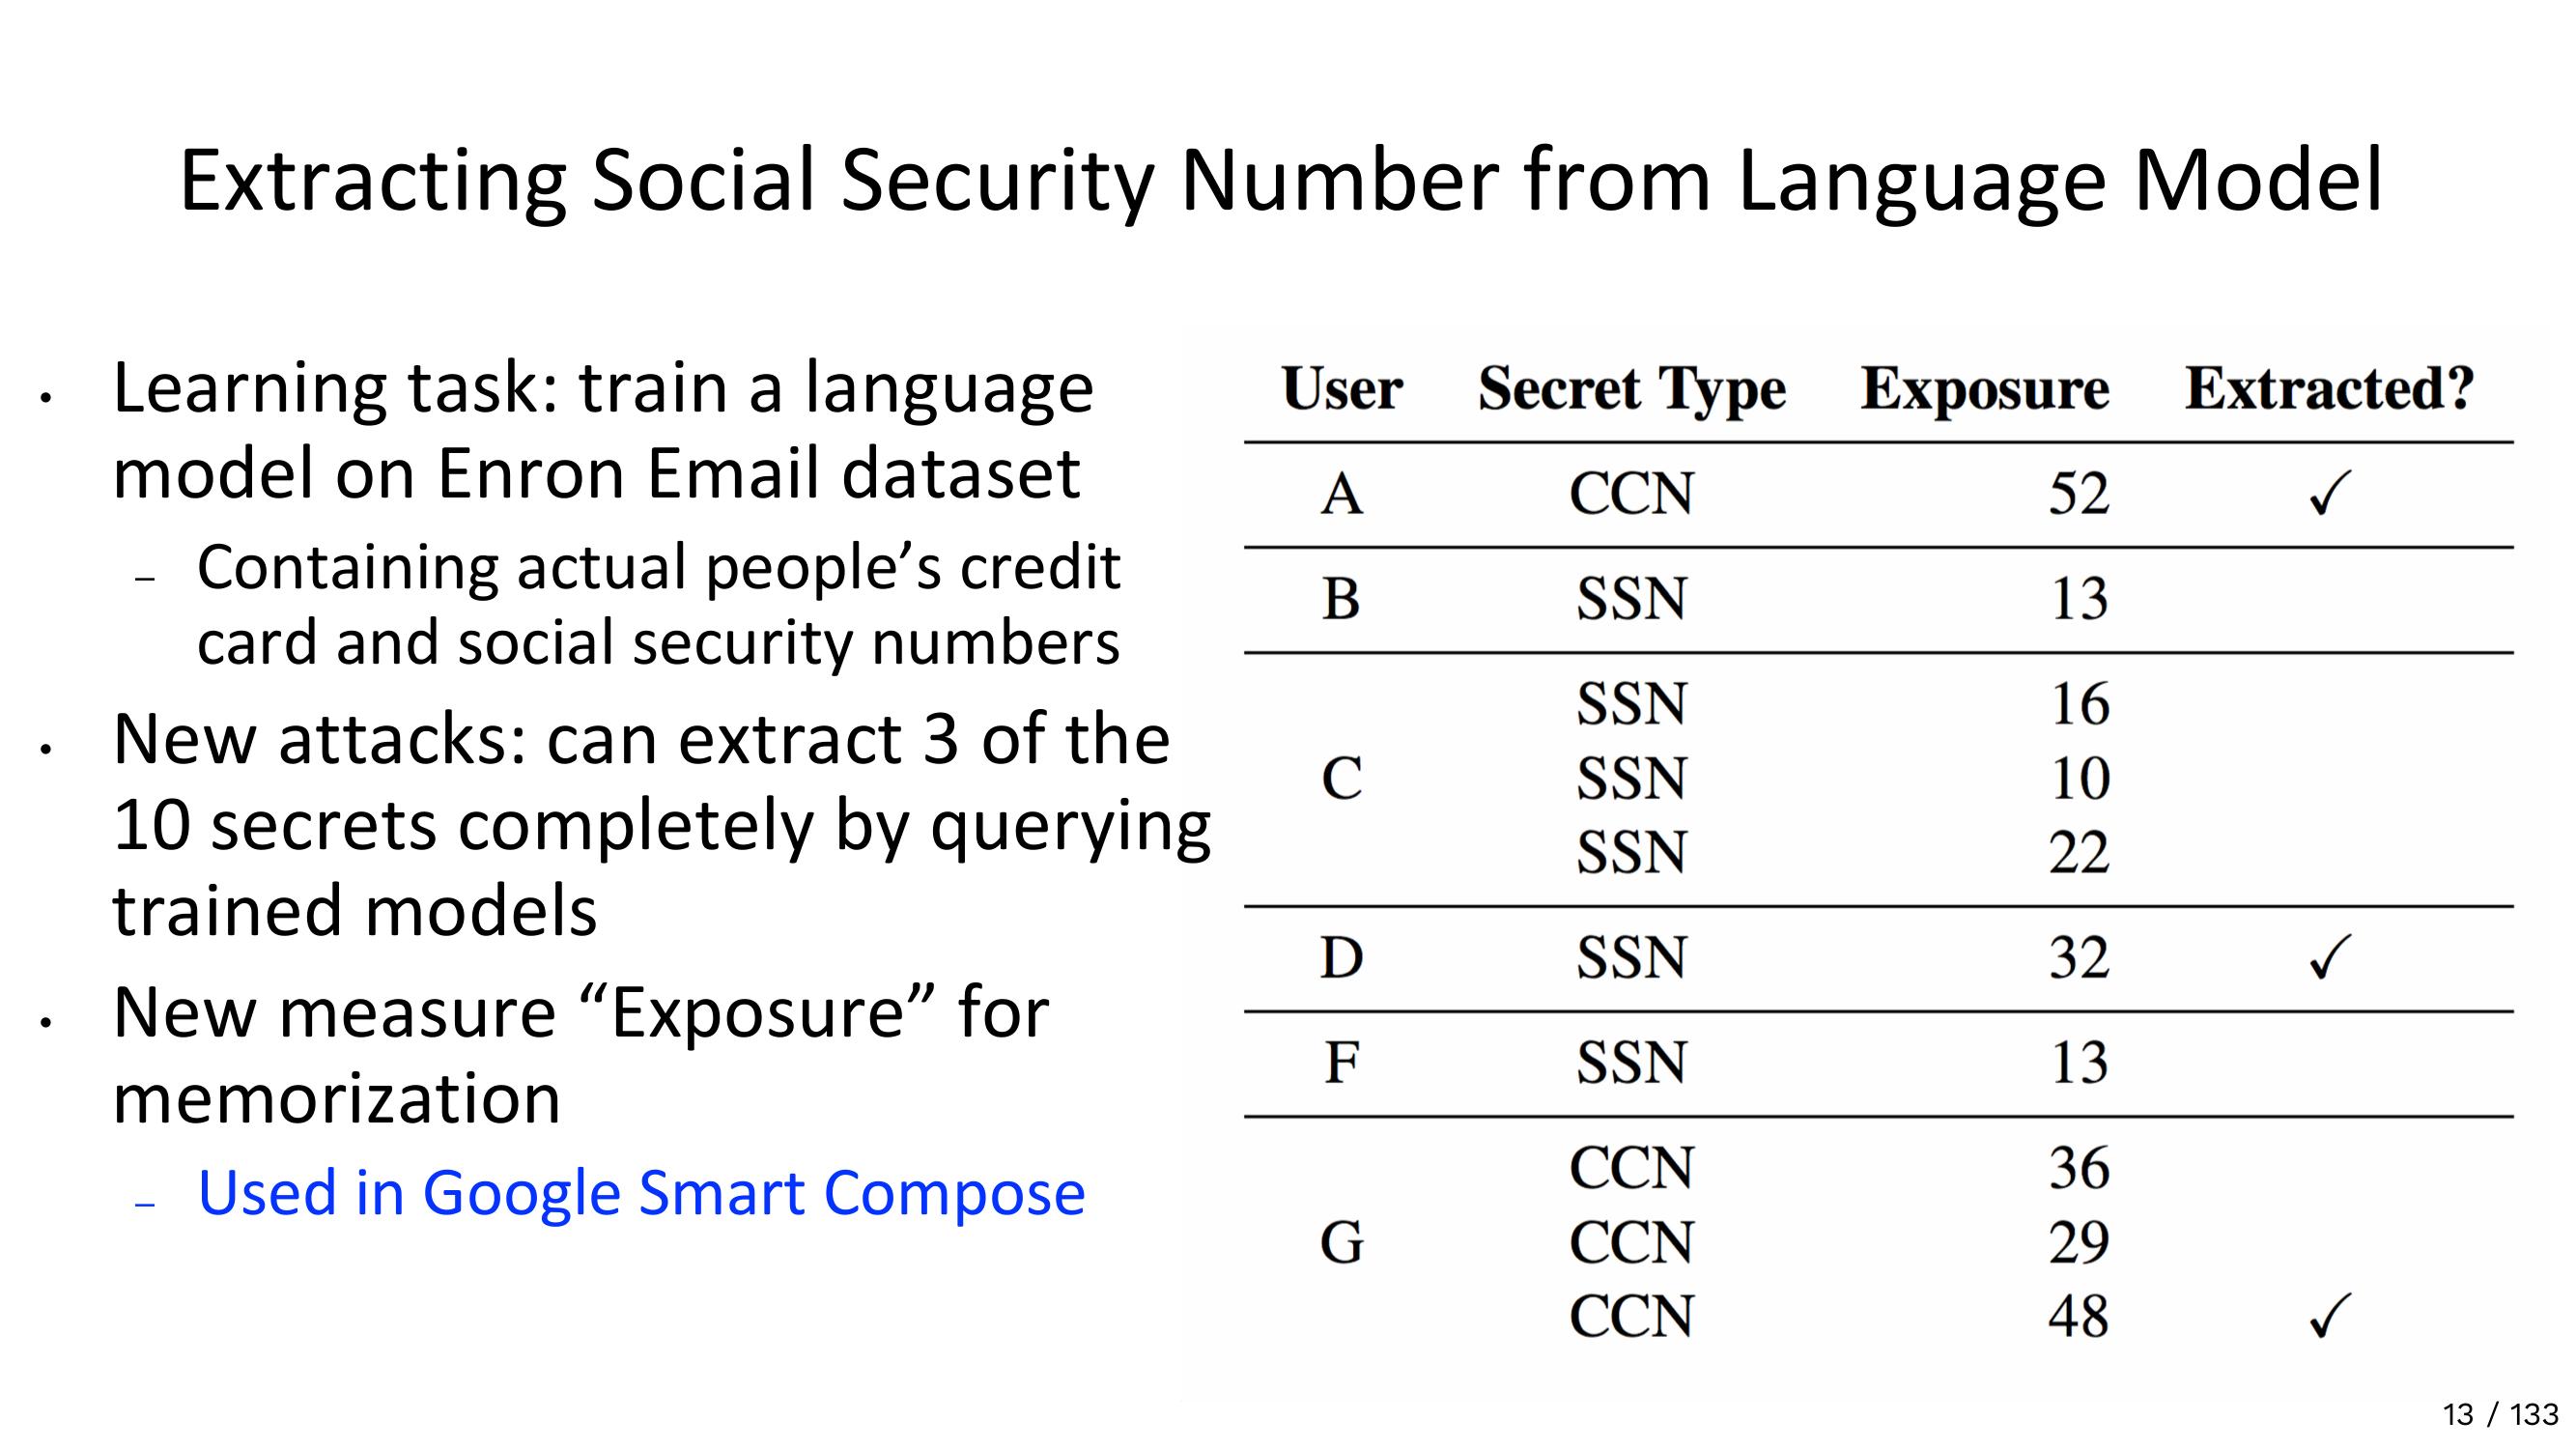 Extracting Social Security Number from Language Model
• Learning task: train a language
model on Enron Email dataset
– Containing actual people’s credit
card and social security numbers
• New attacks: can extract 3 of the
10 secrets completely by querying
trained models
• New measure “Exposure” for
memorization
– Used in Google Smart Compose
User Secret Type Exposure Extracted?
A CCN 52 ✓
B SSN 13
SSN 16
C SSN 10
SSN 22
D SSN 32 ✓
F SSN 13
CCN 36
G CCN 29
CCN 48 ✓
13 / 133